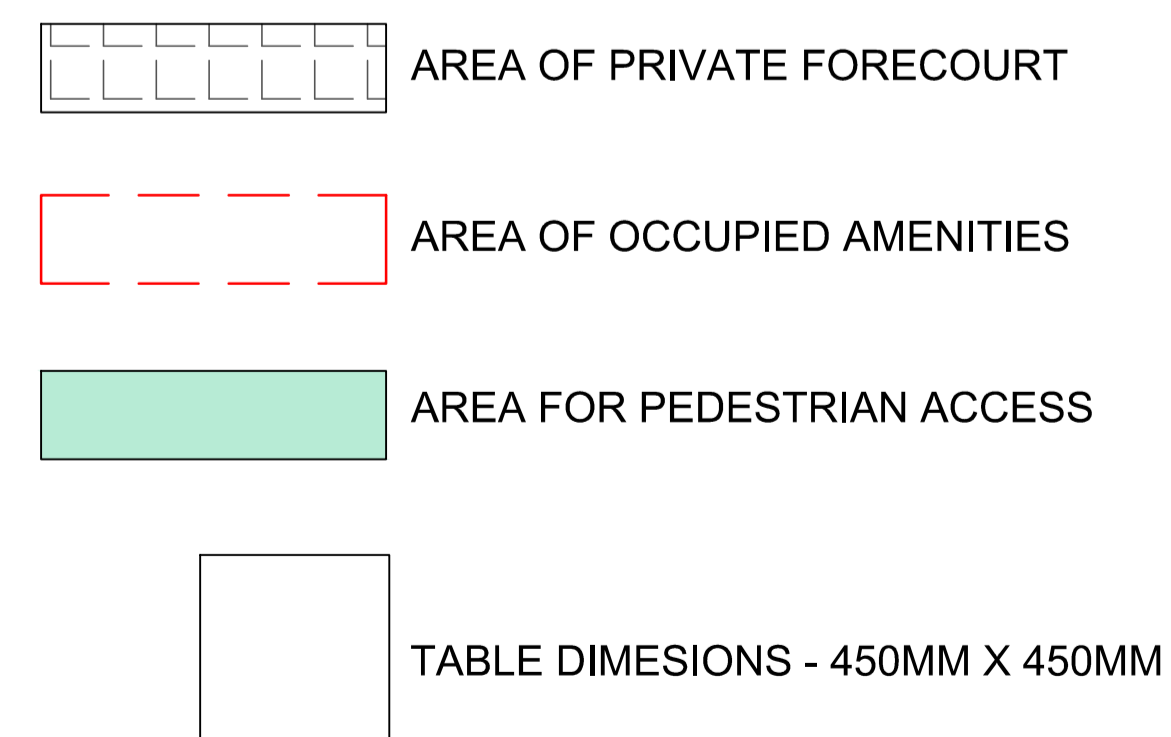 AREA OF PRIVATE FORECOURT
AREA OF OCCUPIED AMENITIES
AREA FOR PEDESTRIAN ACCESS
TABLE DIMESIONS - 450MM X 450MM